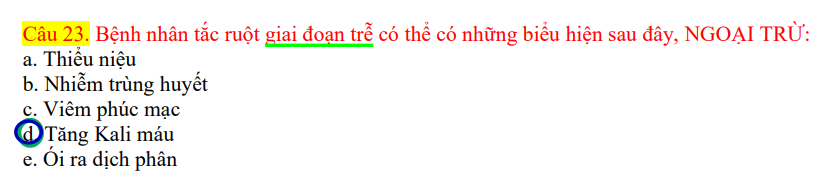 Câu 23. Bệnh nhân tắc ruột giai đoạn trễ có thể có những biểu hiện sau đây, NGOẠI TRỪ:
a. Thiểu niệu
b. Nhiễm trùng huyết
c. Viêm phúc mạc
d. Tăng Kali máu
e. Ói ra dịch phân